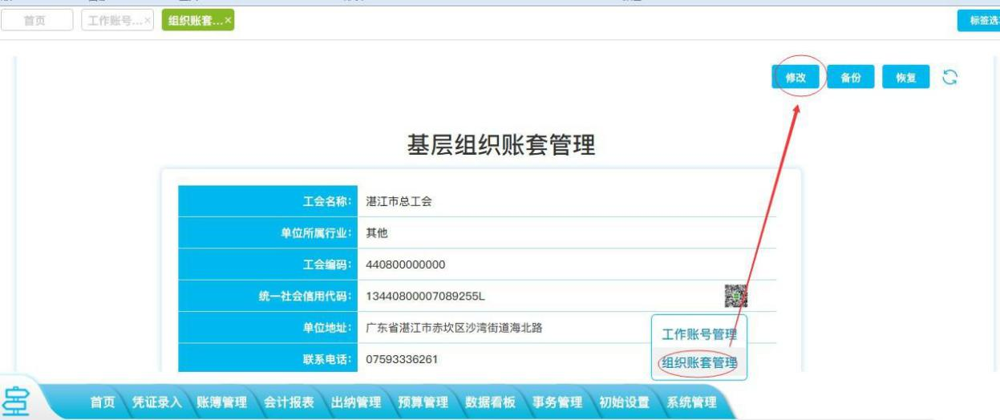 首页 工作账号...× 组织账套...× 标签选
修改 备份 恢复
基层组织账套管理
工会名称: 湛江市总工会
单位所属行业: 其他
工会编码: 440800000000
统一社会信用代码: 13440800007089255L
单位地址: 广东省湛江市赤坎区沙湾街道海北路
工作账号管理
联系电话: 07593336261
组织账套管理
首页 凭证录入 账簿管理 会计报表 出纳管理 预算管理 数据看板 事务管理 初始设置 系统管理